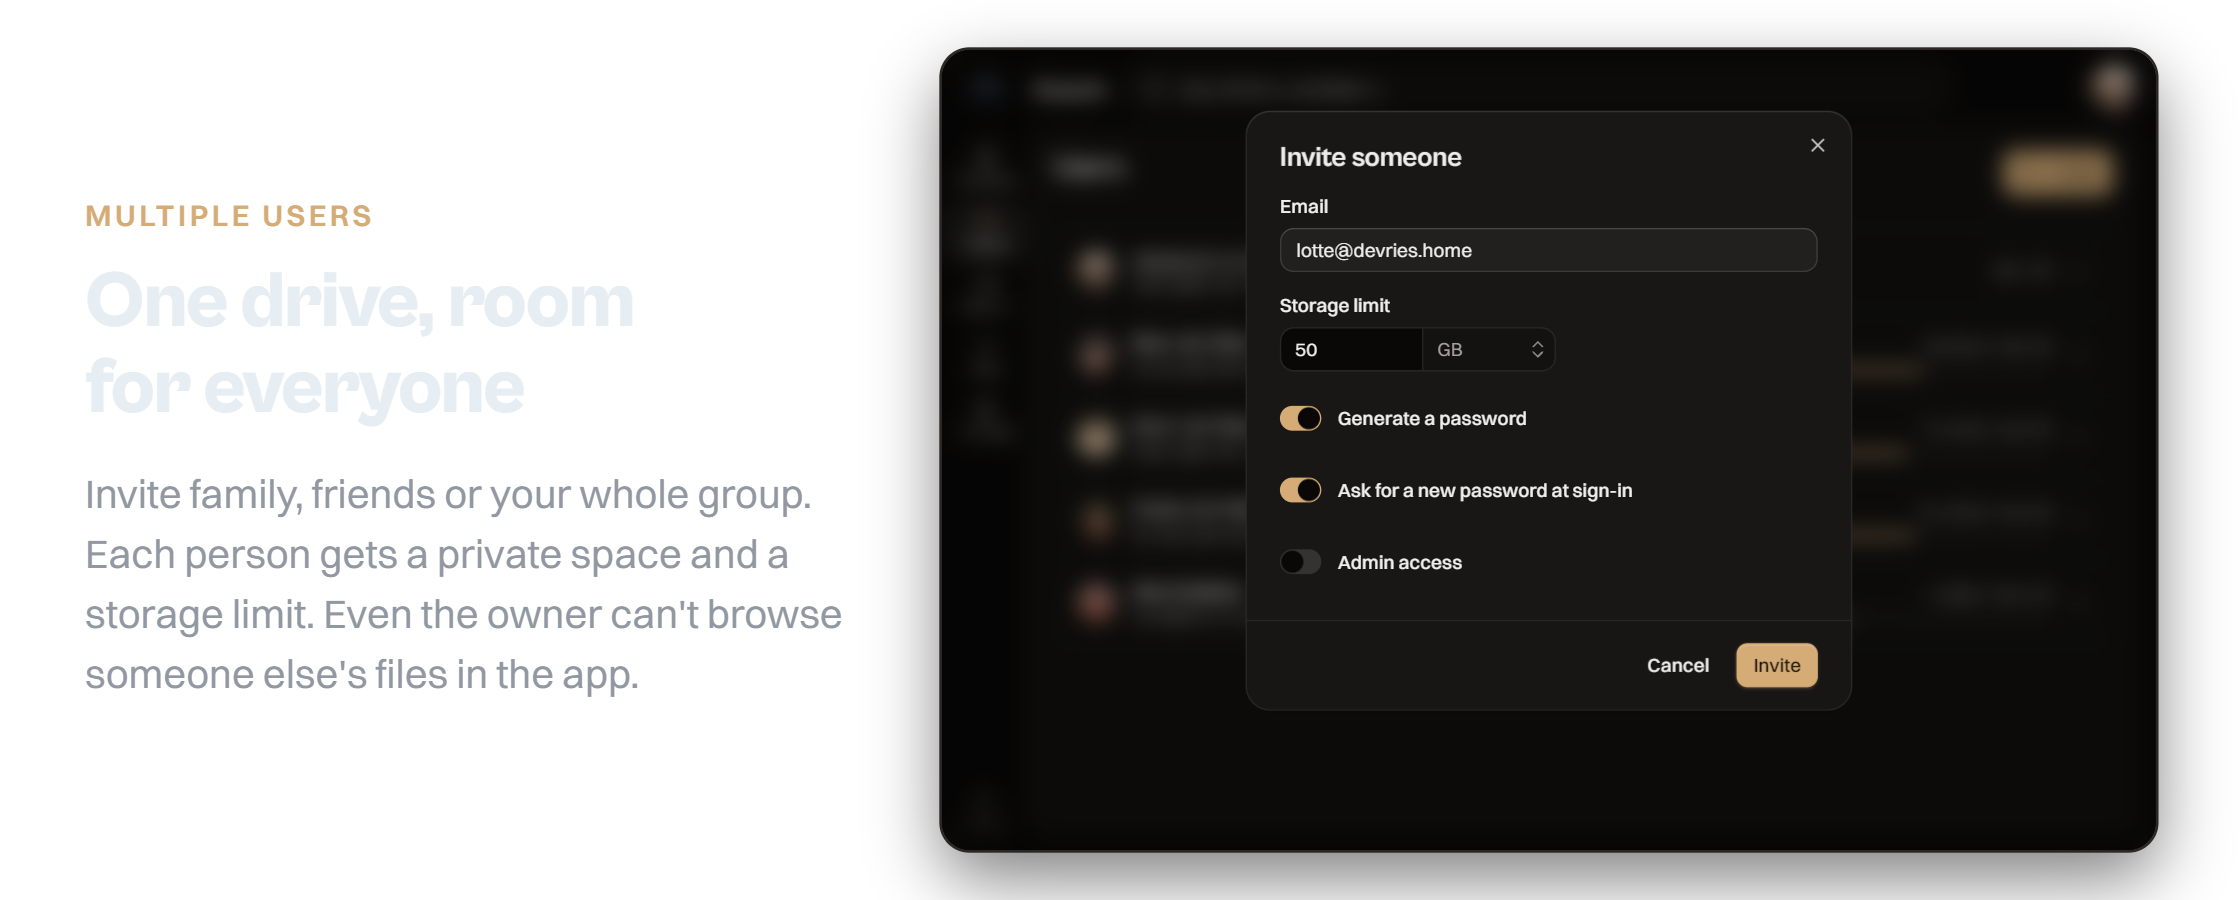 MULTIPLE USERS
One drive, room
for everyone
Invite family, friends or your whole group.
Each person gets a private space and a
storage limit. Even the owner can't browse
someone else's files in the app.
Invite someone
Email
lotte@devries.home
Storage limit
50 GB
Generate a password
Ask for a new password at sign-in
Admin access
Cancel Invite